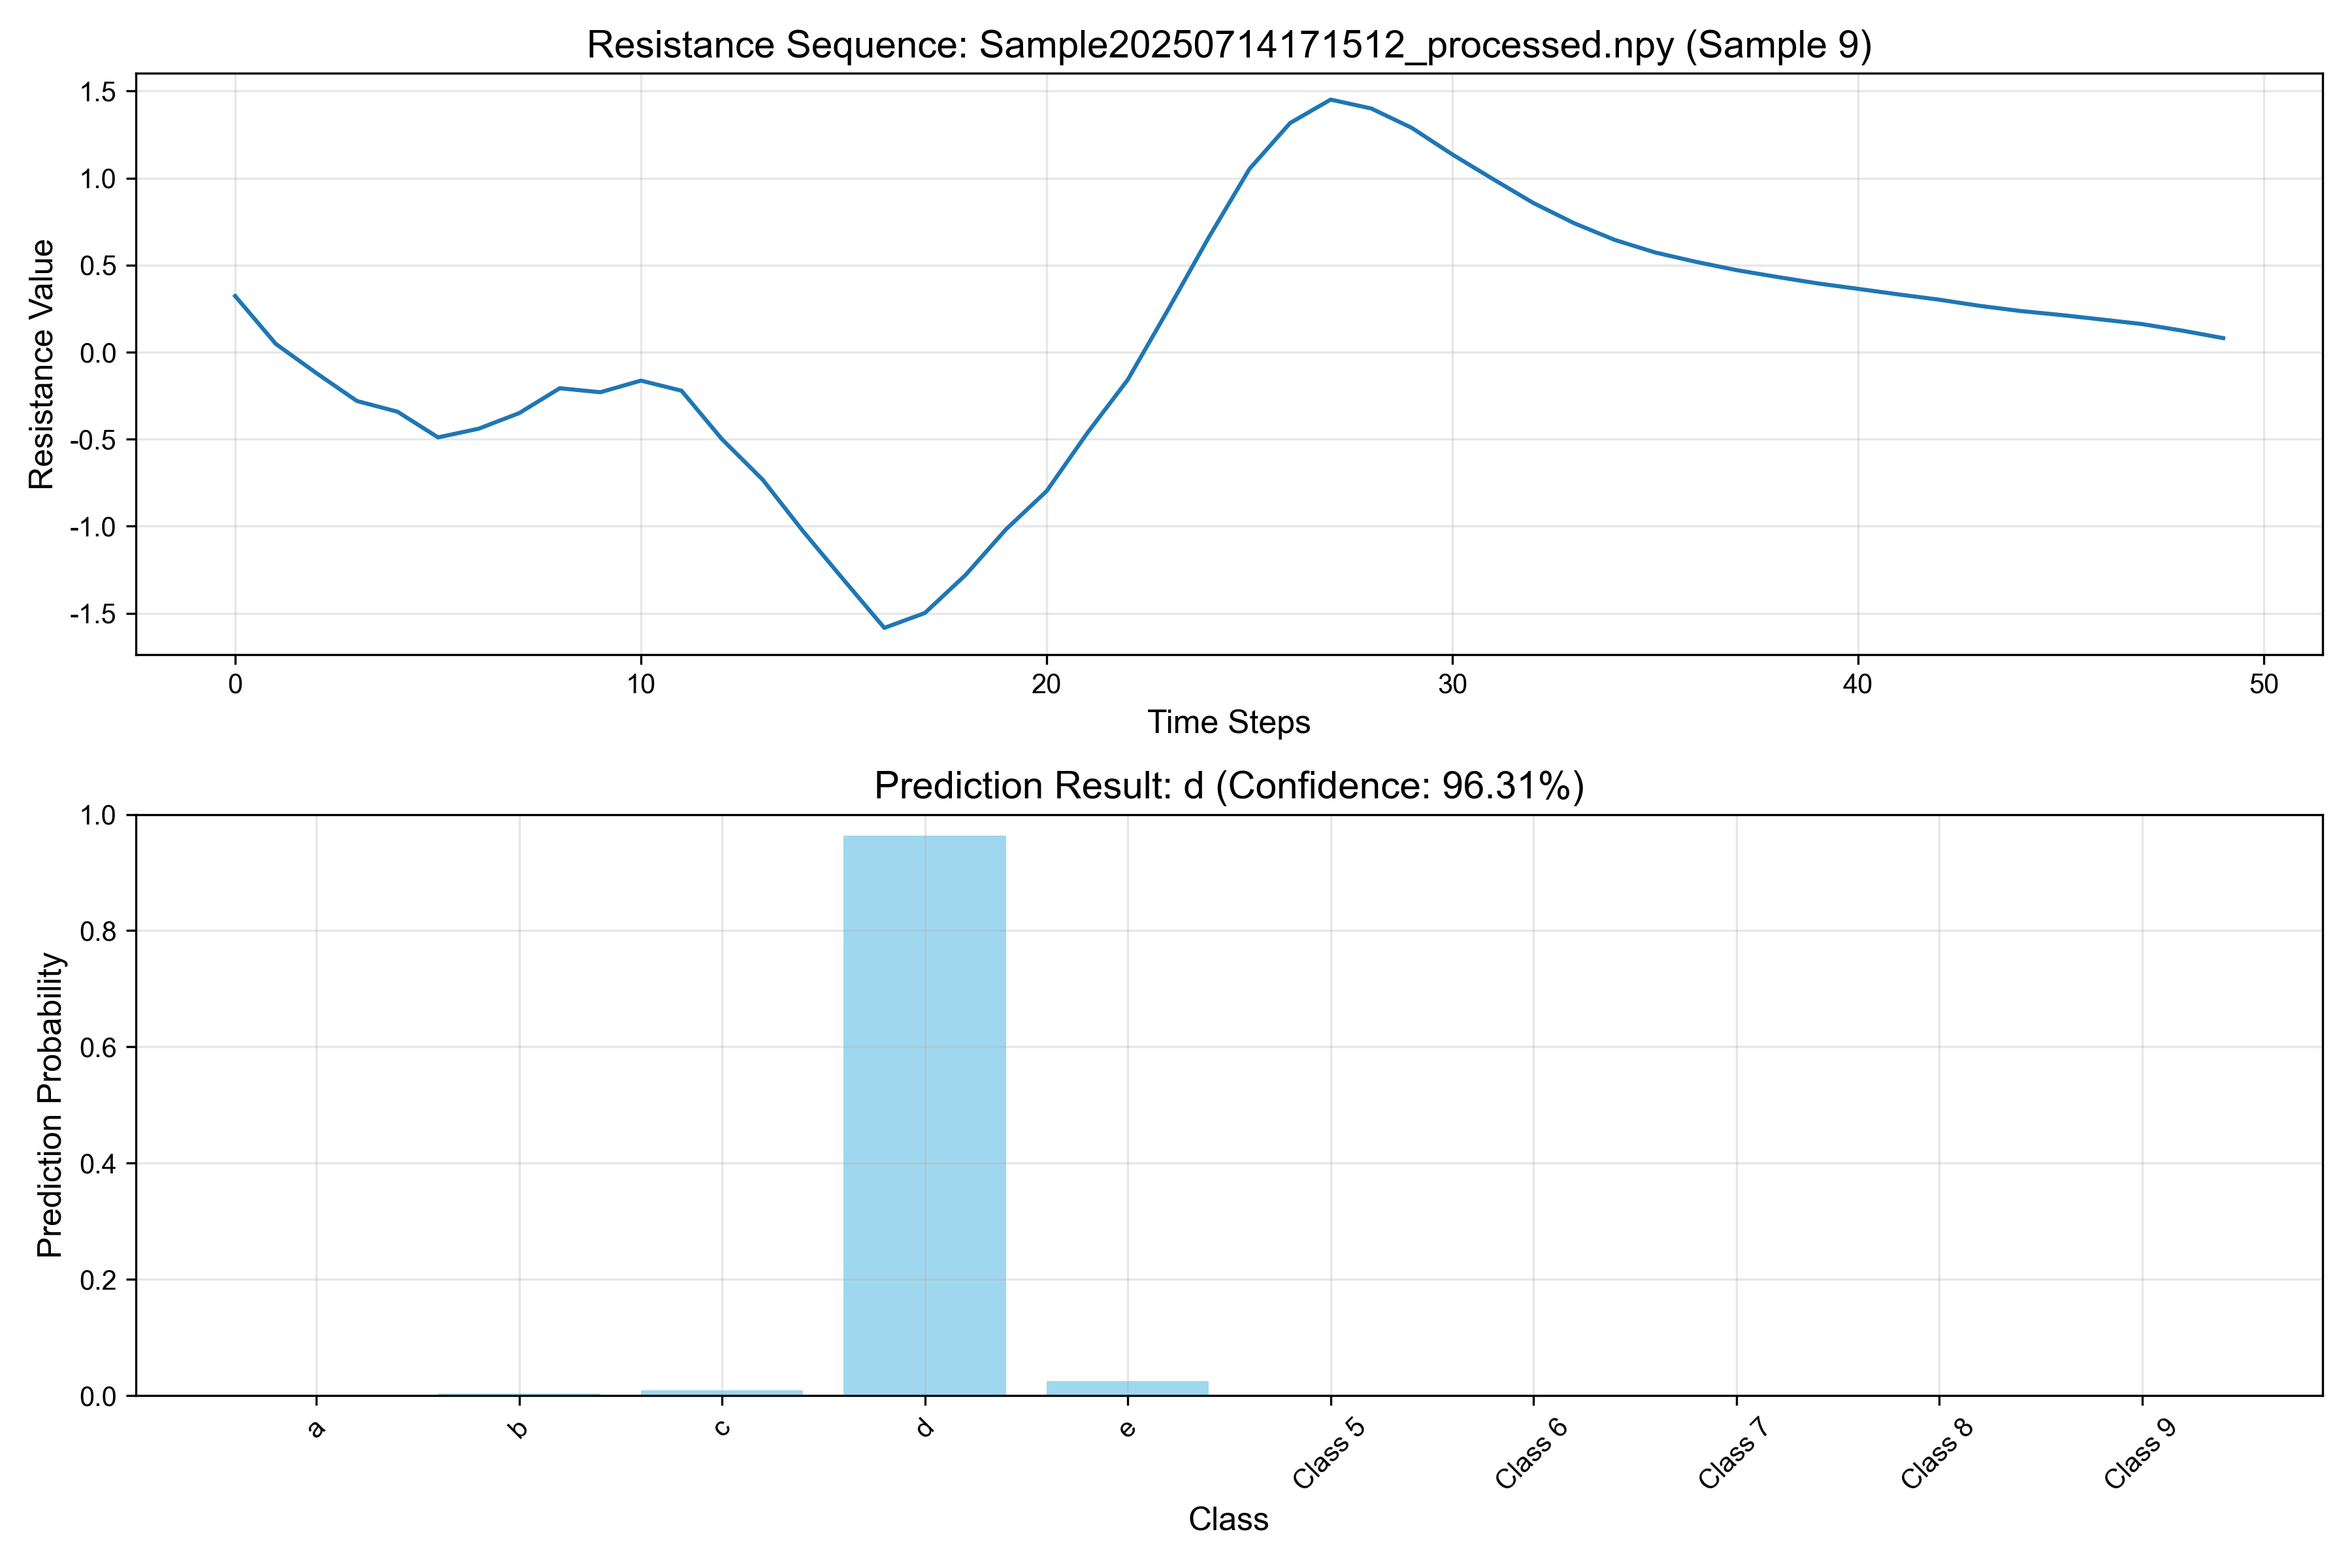 Resistance Sequence: Sample20250714171512_processed.npy (Sample 9)
Resistance Value
1.5
1.0
0.5
0.0
-0.5
-1.0
-1.5
0 10 20 30 40 50
Time Steps
Prediction Result: d (Confidence: 96.31%)
Prediction Probability
1.0
0.8
0.6
0.4
0.2
0.0
a b c d e Class 5 Class 6 Class 7 Class 8 Class 9
Class